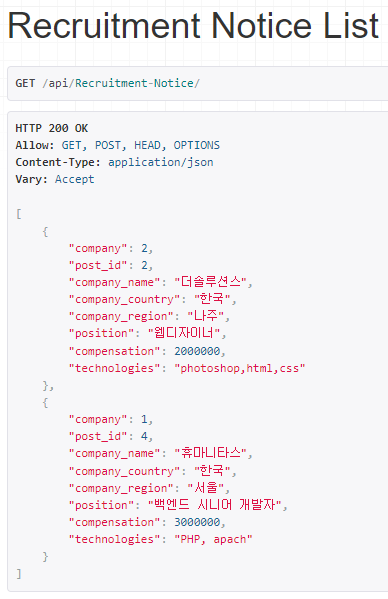 Recruitment Notice List
GET /api/Recruitment-Notice/
HTTP 200 OK
Allow: GET, POST, HEAD, OPTIONS
Content-Type: application/json
Vary: Accept
[
    {
        "company": 2,
        "post_id": 2,
        "company_name": "더솔루션스",
        "company_country": "한국",
        "company_region": "나주",
        "position": "웹디자이너",
        "compensation": 2000000,
        "technologies": "photoshop,html,css"
    },
    {
        "company": 1,
        "post_id": 4,
        "company_name": "휴마니타스",
        "company_country": "한국",
        "company_region": "서울",
        "position": "백엔드 시니어 개발자",
        "compensation": 3000000,
        "technologies": "PHP, apach"
    }
]